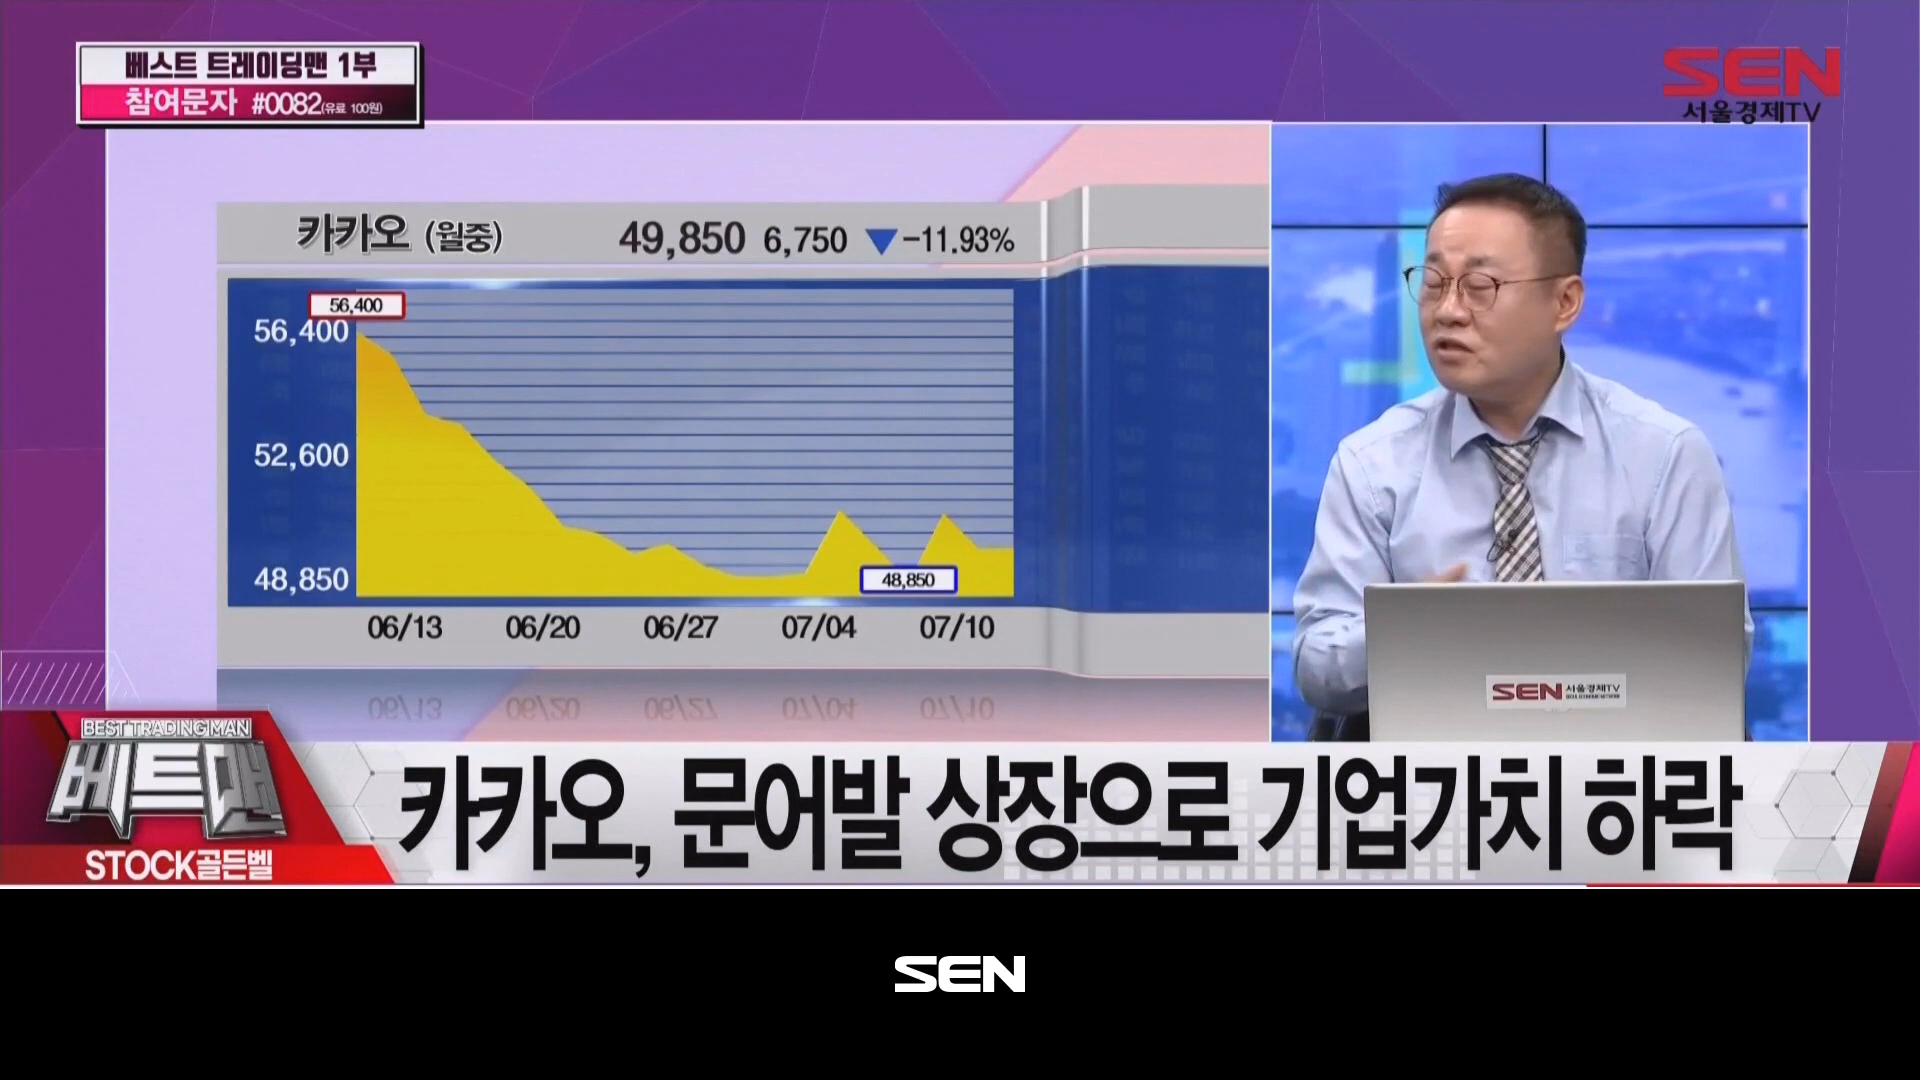 베스트 트레이딩맨 1부
참여문자 #0082(유료 100원)
SEN
서울경제TV
카카오 (월중) 49,850 6,750 ▼-11.93%
56,400
56,400
52,600
48,850
48,850
06/13 06/20 06/27 07/04 07/10
SEN 서울경제TV
BEST TRADING MAN
베트맨
STOCK골든벨
카카오, 문어발 상장으로 기업가치 하락
SEN